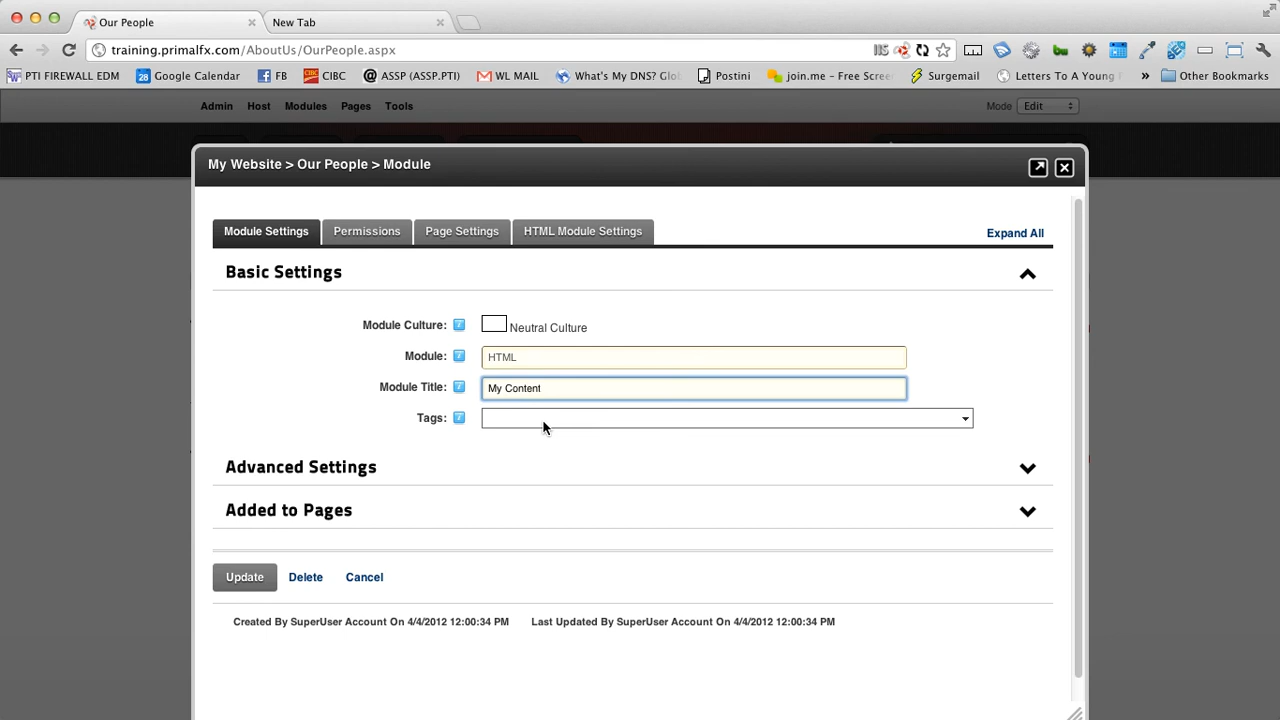 Our People
New Tab
training.primalfx.com/AboutUs/OurPeople.aspx
PTI FIREWALL EDM
28 Google Calendar
FB
CIBC
@ ASSP (ASSP.PTI)
WL MAIL
What's My DNS? Glo
Postini
join.me – Free Scree
Surgemail
Letters To A Young
»
Other Bookmarks
Admin Host Modules Pages Tools
Mode Edit
My Website > Our People > Module
Module Settings
Permissions
Page Settings
HTML Module Settings
Expand All
Basic Settings
Module Culture: Neutral Culture
Module: HTML
Module Title: My Content
Tags:
Advanced Settings
Added to Pages
Update Delete Cancel
Created By SuperUser Account On 4/4/2012 12:00:34 PM Last Updated By SuperUser Account On 4/4/2012 12:00:34 PM